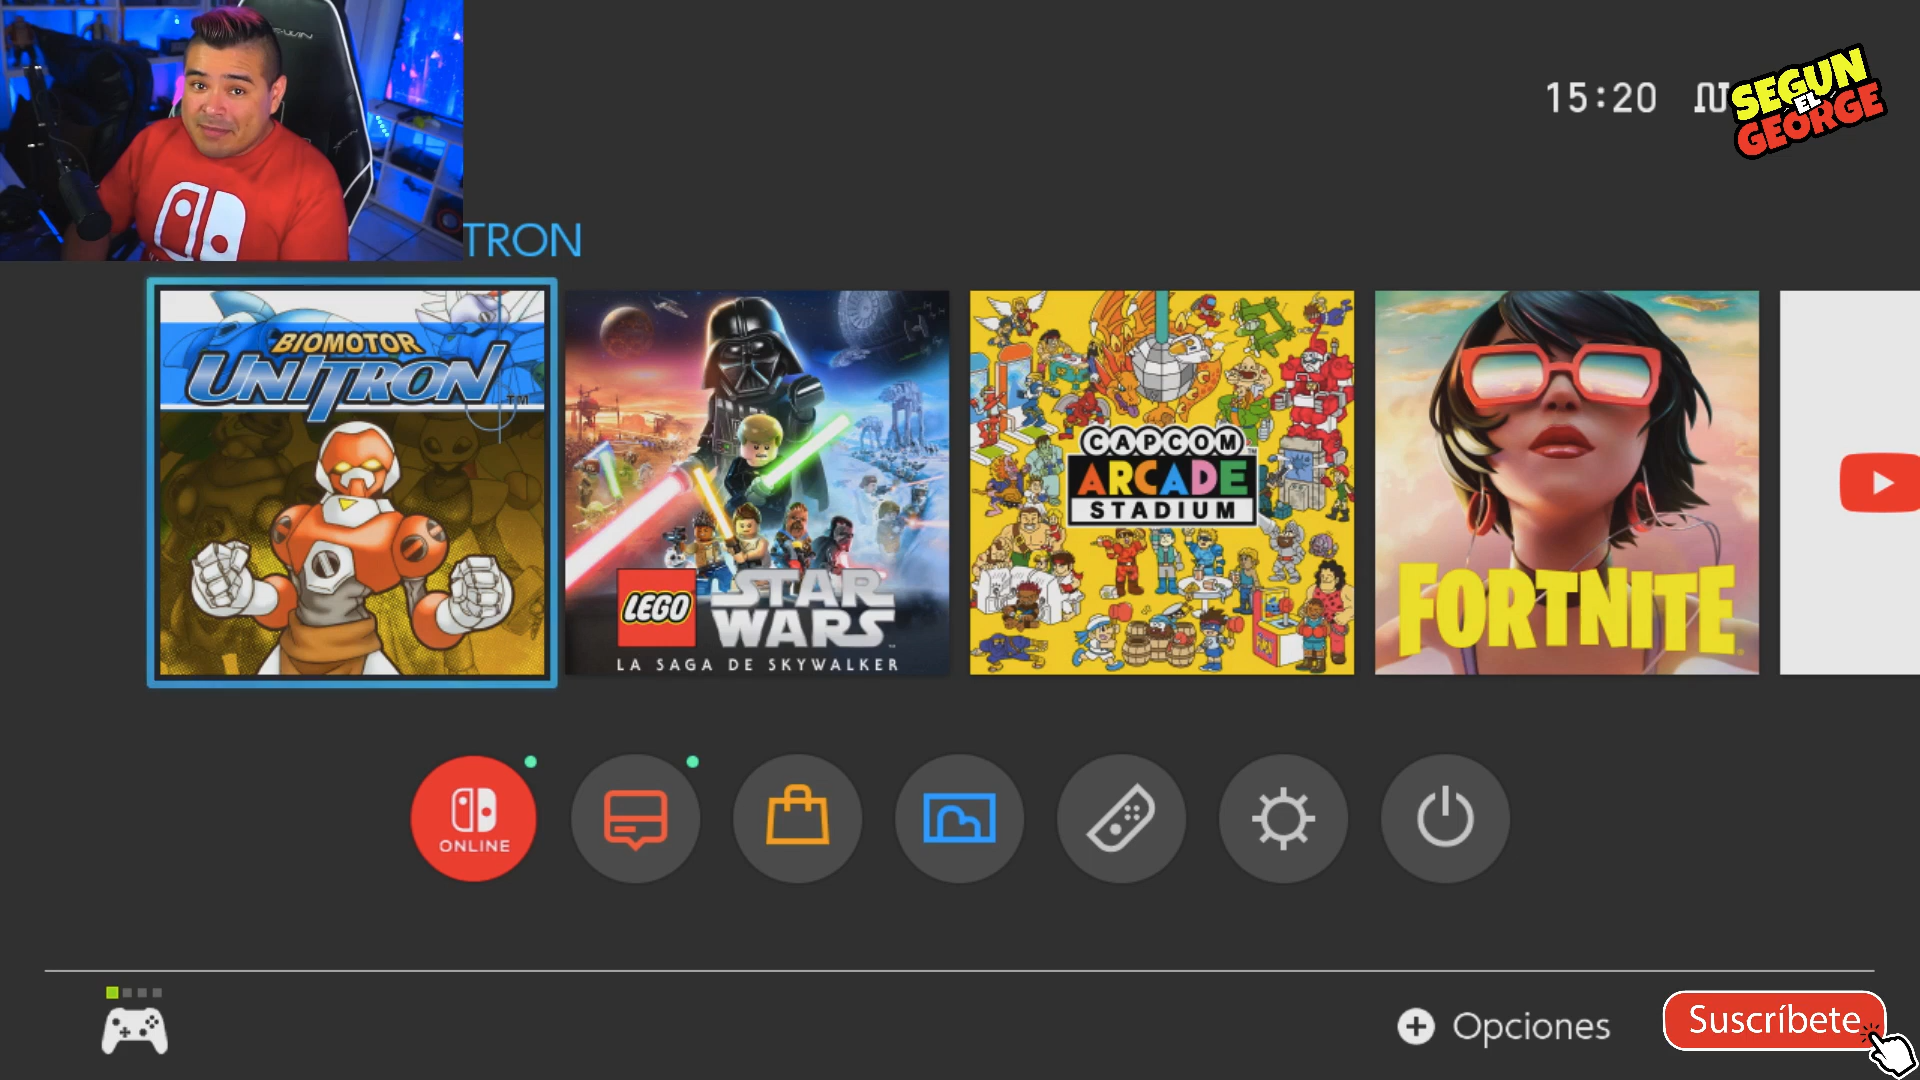 15:20
SEGUN
EL
GEORGE
TRON
BIOMOTOR
UNITRON
TM
LEGO
STAR
WARS
LA SAGA DE SKYWALKER
CAPCOM
ARCADE
STADIUM
FORTNITE
ONLINE
Opciones
Suscríbete